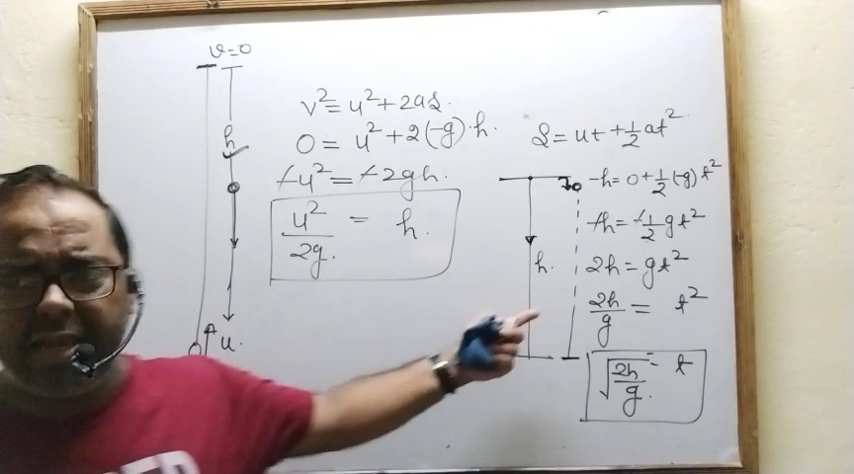 v=0
h
u.
v²=u²+2as.
0 = u²+2(-g)·h.
-u²=-2gh.
u²/2g. = h.
S=ut+½at²
h.
-h=0+½(-g)t²
-h=-½gt²
2h=gt²
2h/g = t²
√2h/g. = t